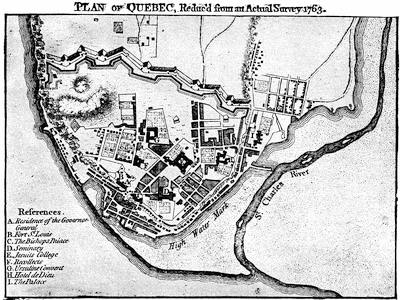 PLAN OF QUEBEC, Reduc'd from an Actual Survey. 1763.
St. Charles River
High Water Mark
References.
A. Residence of the Governor-
General
B. Fort St. Louis
C. The Bishops Palace
D. Seminary
E. Jesuits College
F. Recollects
G. Ursuline Convent
H. Hotel de Dieu
I. The Palace